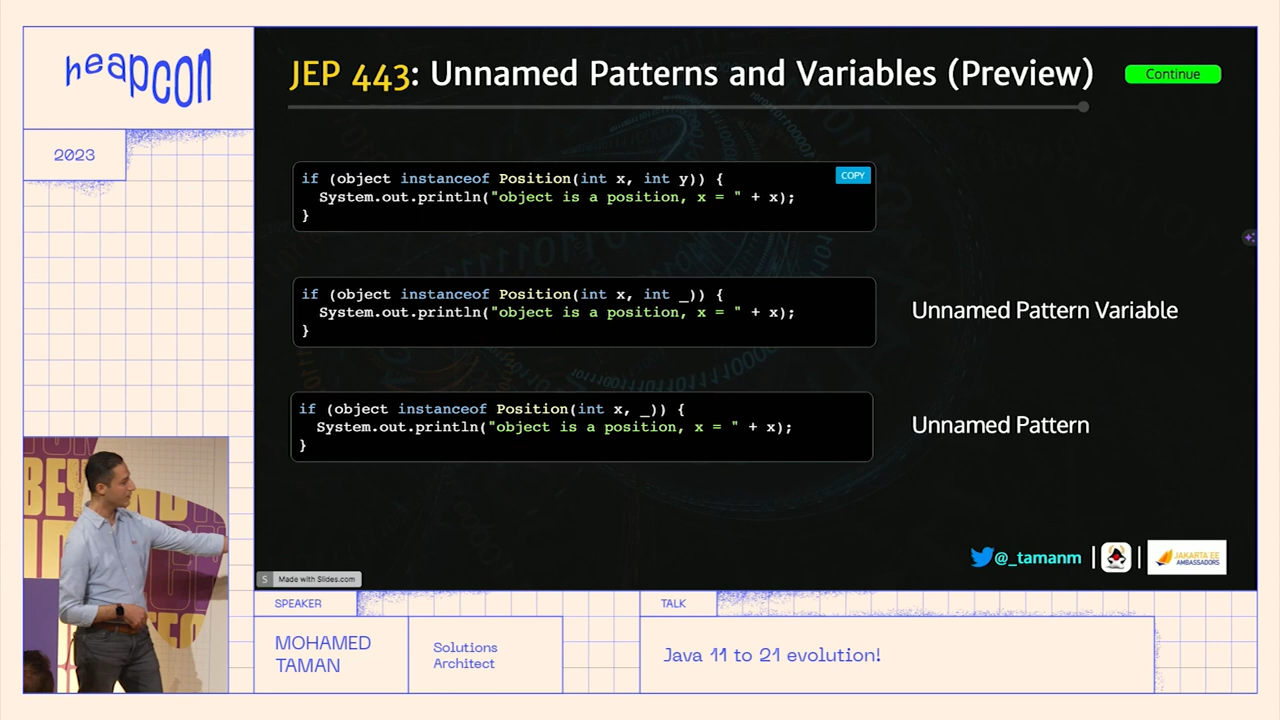 heapcon
2023
JEP 443: Unnamed Patterns and Variables (Preview)
Continue
if (object instanceof Position(int x, int y)) {
System.out.println("object is a position, x = " + x);
}
COPY
if (object instanceof Position(int x, int _)) {
System.out.println("object is a position, x = " + x);
}
Unnamed Pattern Variable
if (object instanceof Position(int x, _)) {
System.out.println("object is a position, x = " + x);
}
Unnamed Pattern
@_tamanm
JAKARTA EE
AMBASSADORS
S Made with Slides.com
SPEAKER
MOHAMED
TAMAN
Solutions
Architect
TALK
Java 11 to 21 evolution!